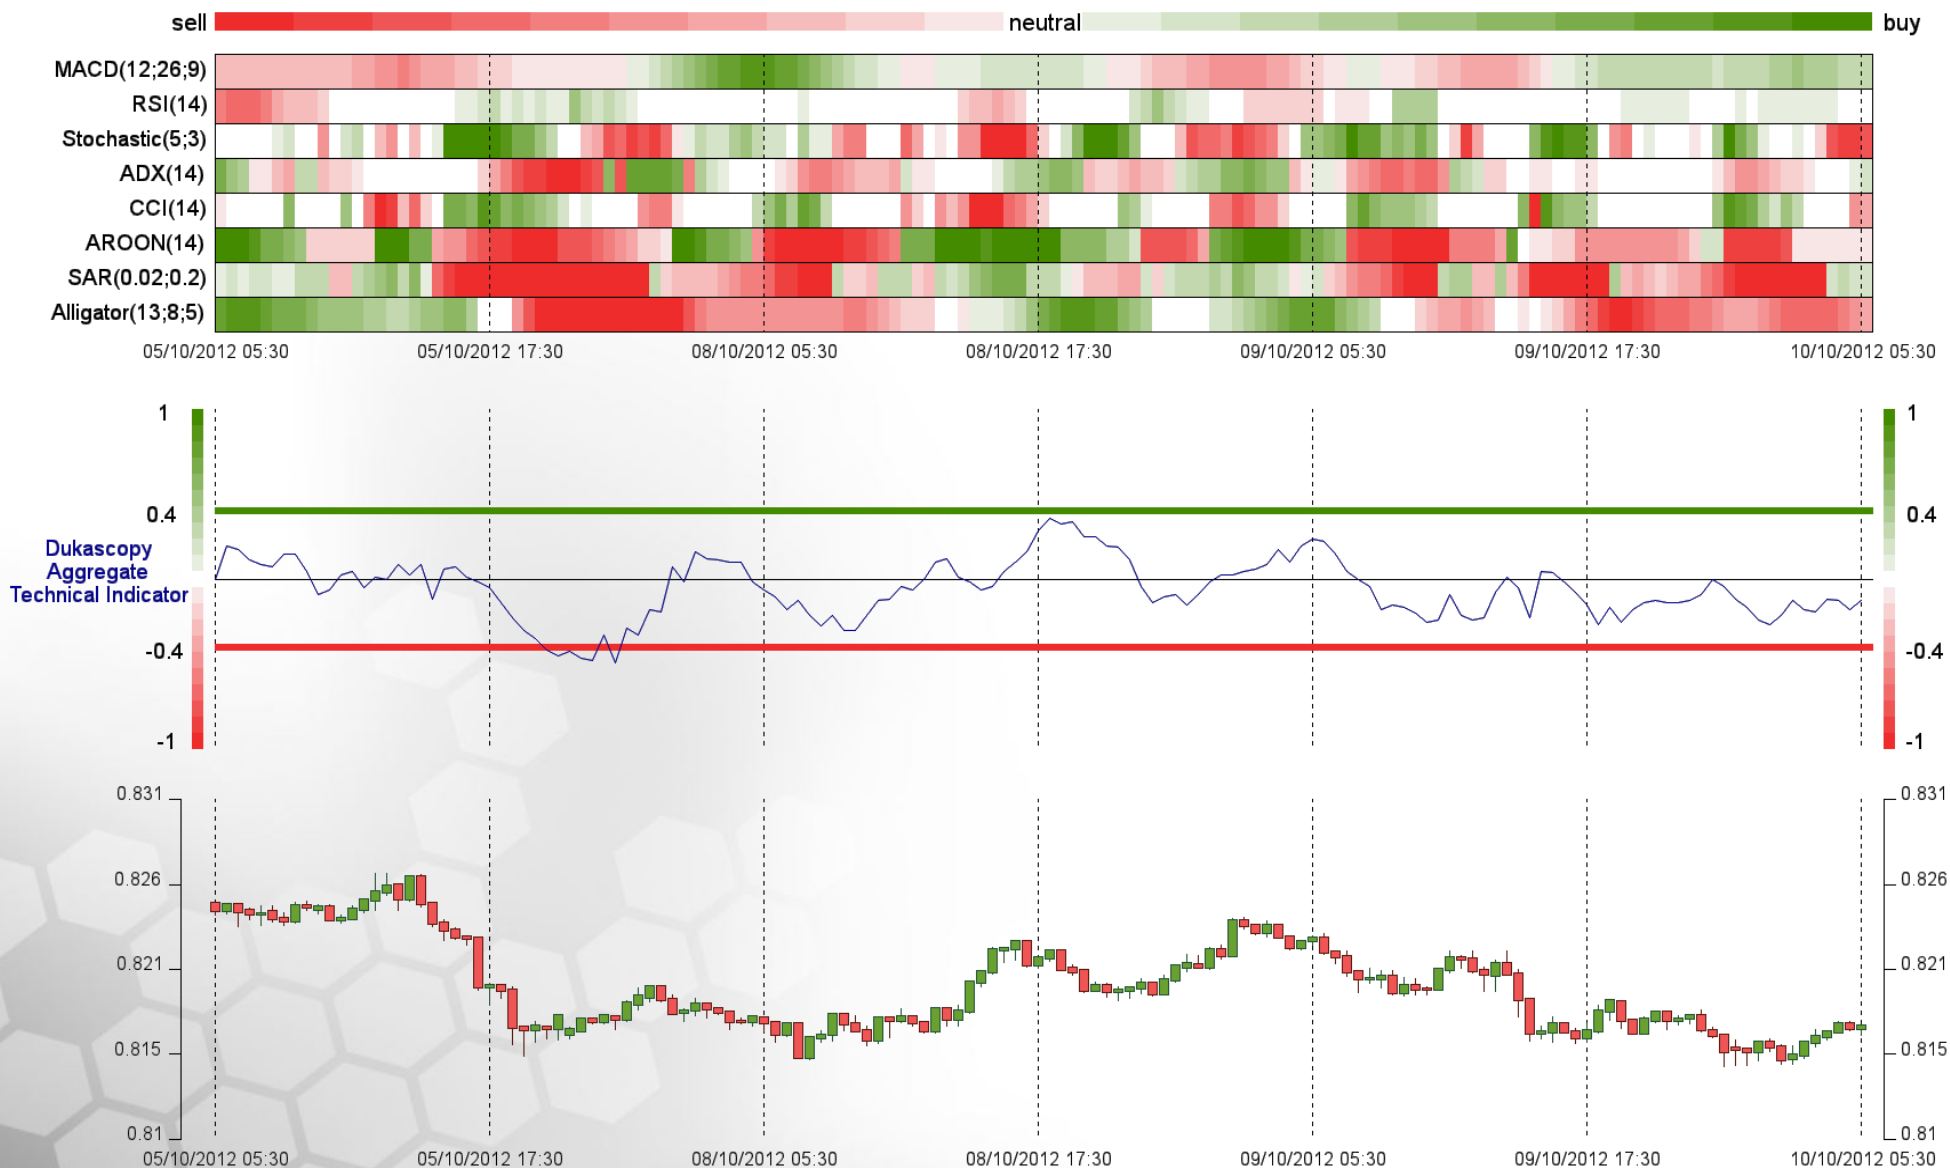 sell neutral buy
MACD(12;26;9)
RSI(14)
Stochastic(5;3)
ADX(14)
CCI(14)
AROON(14)
SAR(0.02;0.2)
Alligator(13;8;5)
05/10/2012 05:30 05/10/2012 17:30 08/10/2012 05:30 08/10/2012 17:30 09/10/2012 05:30 09/10/2012 17:30 10/10/2012 05:30
1 1
0.4 0.4
Dukascopy
Aggregate
Technical Indicator
-0.4 -0.4
-1 -1
0.831 0.831
0.826 0.826
0.821 0.821
0.815 0.815
0.81 0.81
05/10/2012 05:30 05/10/2012 17:30 08/10/2012 05:30 08/10/2012 17:30 09/10/2012 05:30 09/10/2012 17:30 10/10/2012 05:30